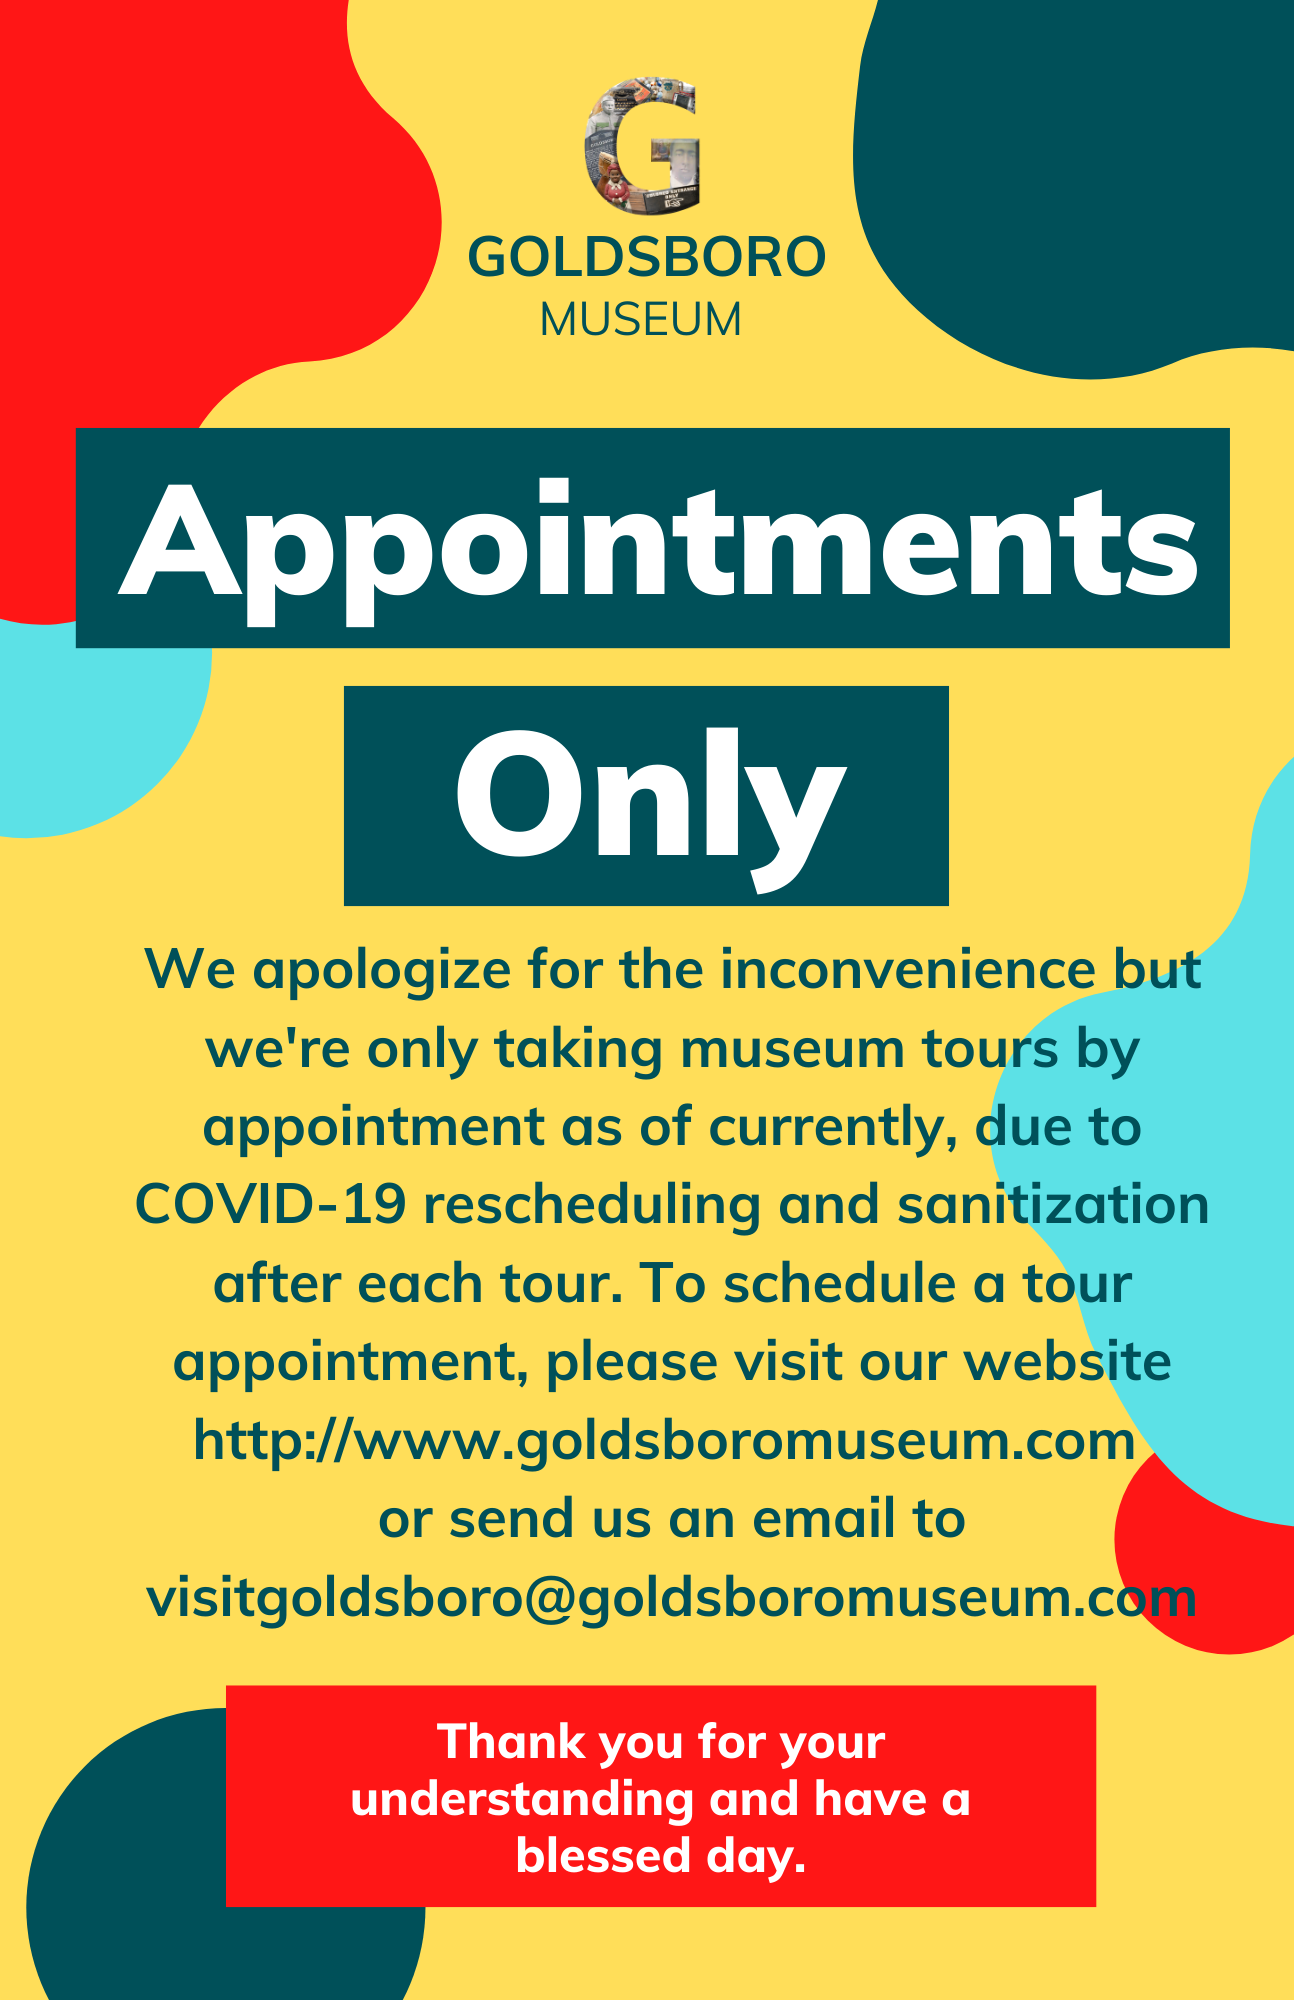 G
GOLDSBORO
MUSEUM
Appointments
Only
We apologize for the inconvenience but
we're only taking museum tours by
appointment as of currently, due to
COVID-19 rescheduling and sanitization
after each tour. To schedule a tour
appointment, please visit our website
http://www.goldsboromuseum.com
or send us an email to
visitgoldsboro@goldsboromuseum.com
Thank you for your
understanding and have a
blessed day.